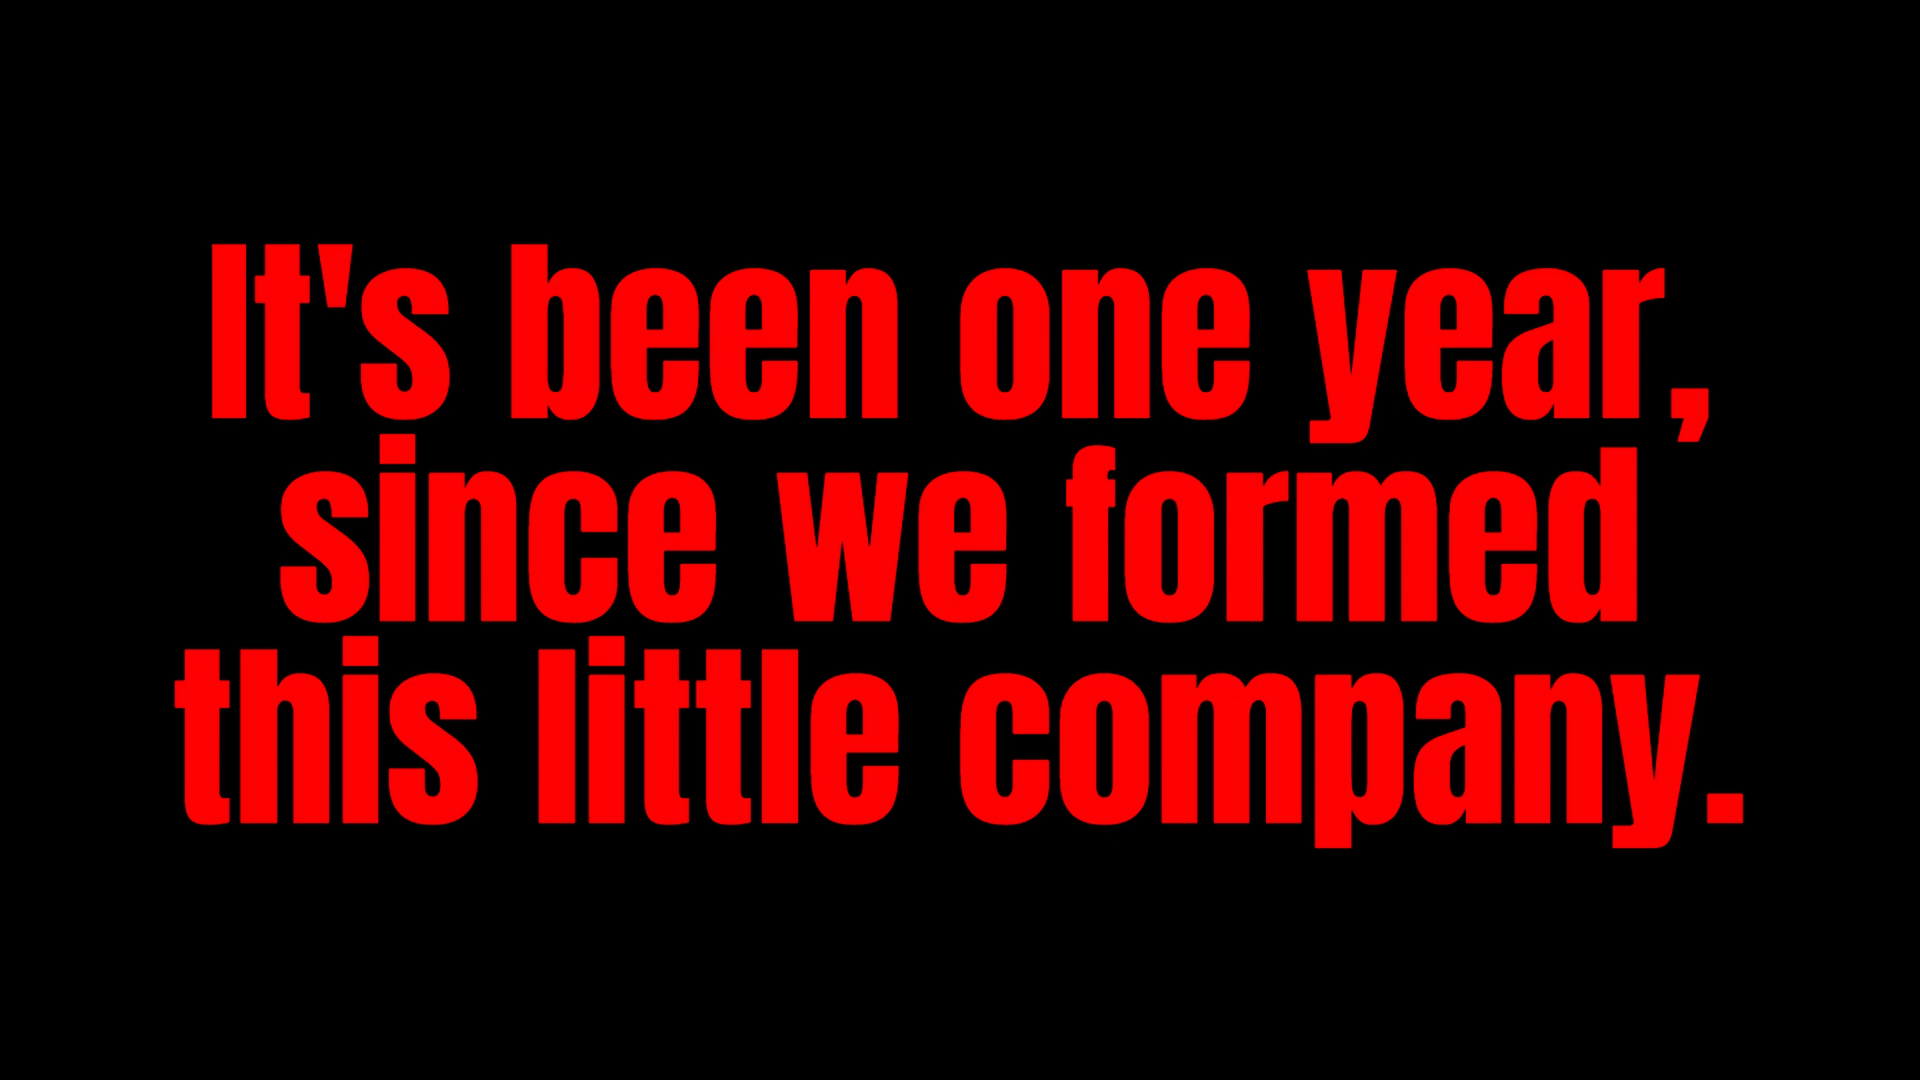 It's been one year,
since we formed
this little company.